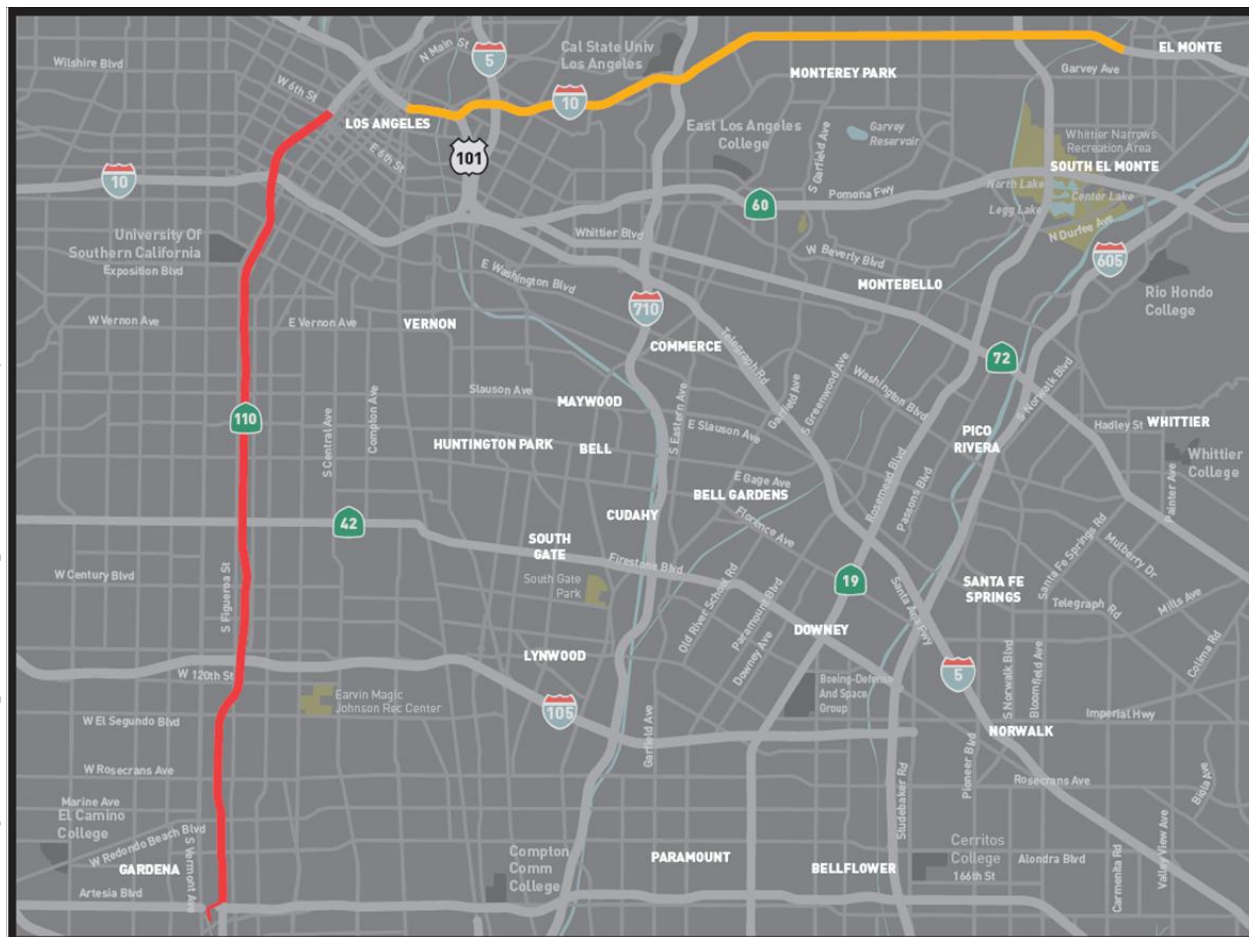 N Main St
5
Cal State Univ
Los Angeles
EL MONTE
Wilshire Blvd
Garvey Ave
MONTEREY PARK
W 6th St
10
LOS ANGELES
East Los Angeles
College
S Garfield Ave
Garvey
Reservoir
Whittier Narrows
Recreation Area
E 6th St
101
SOUTH EL MONTE
10
North Lake
Center Lake
Pomona Fwy
60
Legg Lake
N Durfee Ave
University Of
Southern California
Exposition Blvd
Whittier Blvd
W Beverly Blvd
605
E Washington Blvd
MONTEBELLO
Rio Hondo
College
710
W Vernon Ave
E Vernon Ave
VERNON
COMMERCE
Telegraph Rd
72
Slauson Ave
MAYWOOD
Garfield Ave
S Greenwood Ave
Washington Blvd
S Norwalk Blvd
110
S Central Ave
Compton Ave
S Eastern Ave
E Slauson Ave
PICO
RIVERA
Hadley St
WHITTIER
HUNTINGTON PARK
BELL
Whittier
College
E Gage Ave
BELL GARDENS
Rosemead Blvd
Passons Blvd
Painter Ave
CUDAHY
Florence Ave
42
SOUTH
GATE
Firestone Blvd
Santa Fe Springs Rd
Mulberry Dr
W Century Blvd
S Figueroa St
South Gate
Park
19
SANTA FE
SPRINGS
Telegraph Rd
Mills Ave
Old River School Rd
Paramount Blvd
Downey Ave
Santa Ana Fwy
DOWNEY
LYNWOOD
Colima Rd
W 120th St
Earvin Magic
Johnson Rec Center
Boeing-Defense
And Space
Group
5
S Norwalk Blvd
Bloomfield Ave
W El Segundo Blvd
105
Imperial Hwy
Garfield Ave
NORWALK
W Rosecrans Ave
Pioneer Blvd
Rosecrans Ave
Biola Ave
Marine Ave
El Camino
College
W Redondo Beach Blvd
S Vermont Ave
Studebaker Rd
Cerritos
College
166th St
Alondra Blvd
Carmenita Rd
Valley View Ave
GARDENA
Compton
Comm
College
PARAMOUNT
BELLFLOWER
Artesia Blvd